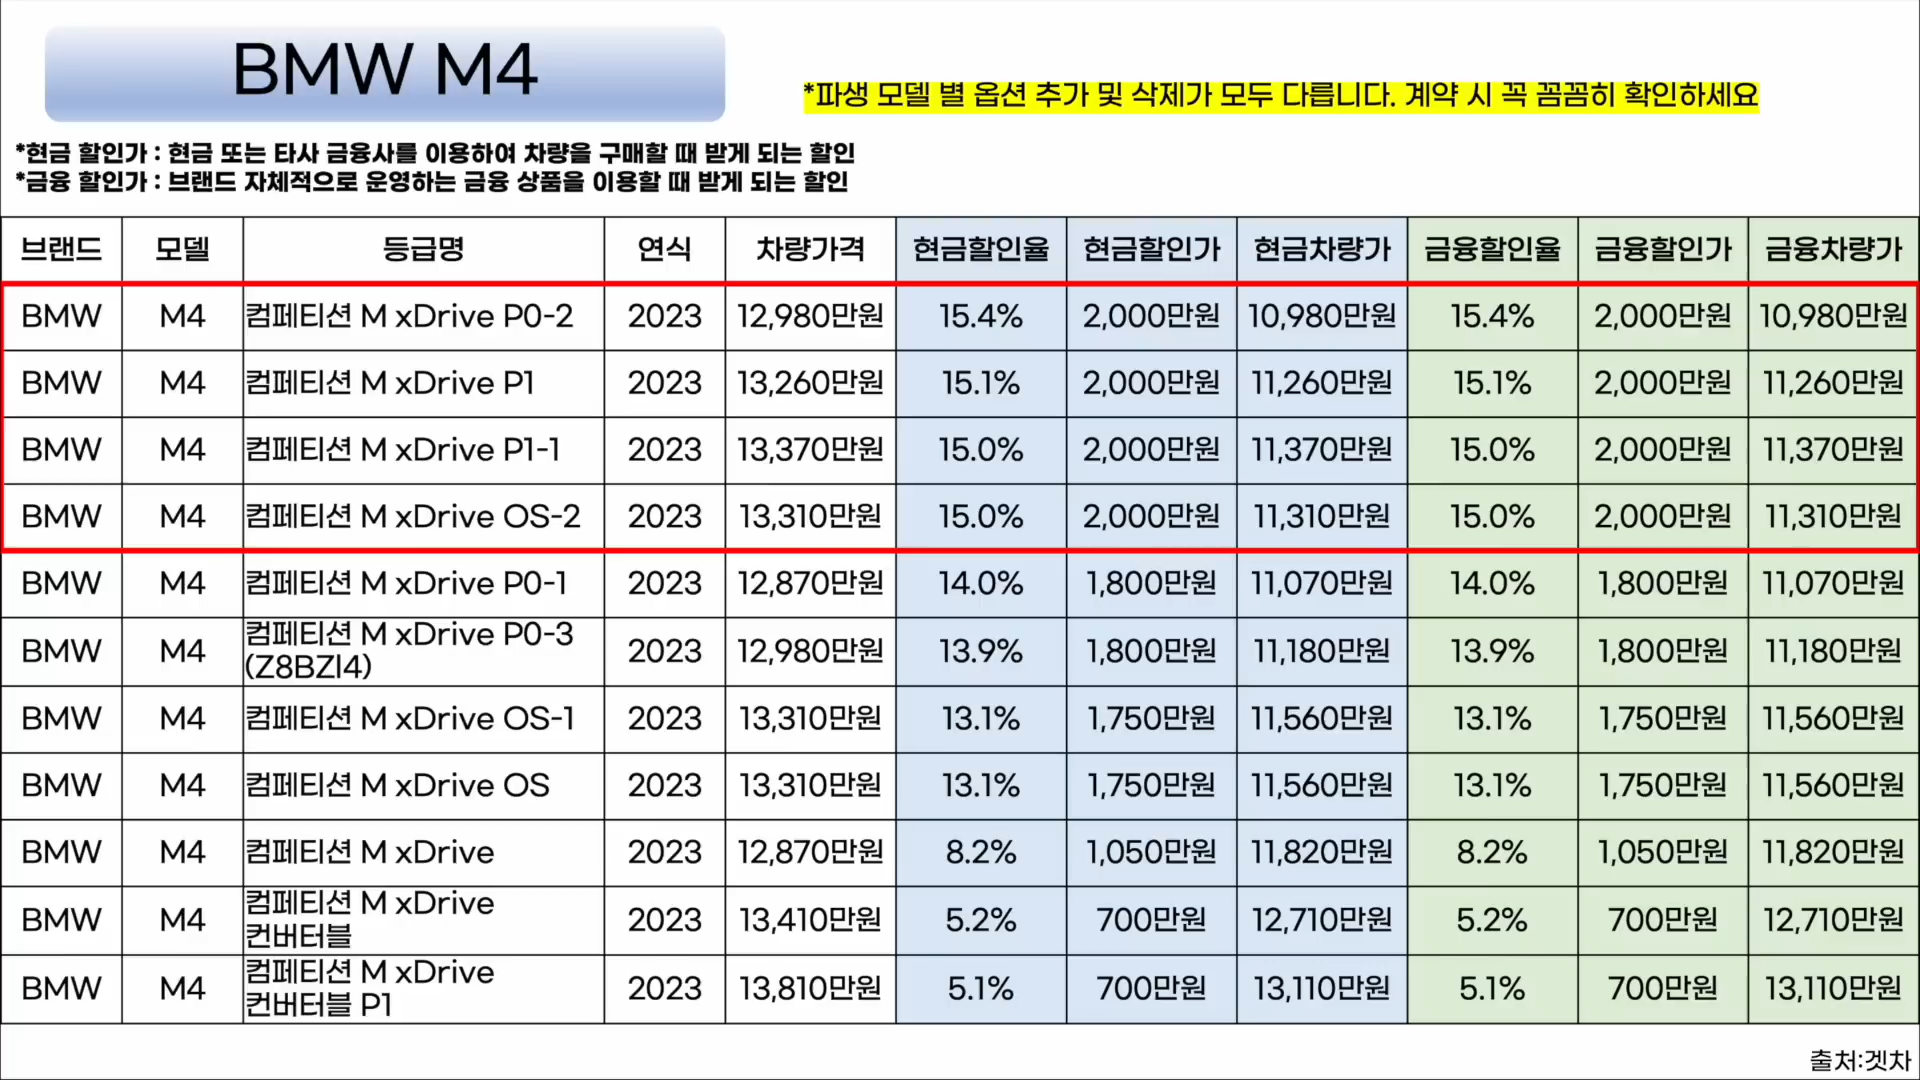 BMW M4
*파생 모델 별 옵션 추가 및 삭제가 모두 다릅니다. 계약 시 꼭 꼼꼼히 확인하세요
*현금 할인가 : 현금 또는 타사 금융사를 이용하여 차량을 구매할 때 받게 되는 할인
*금융 할인가 : 브랜드 자체적으로 운영하는 금융 상품을 이용할 때 받게 되는 할인
브랜드 모델 등급명 연식 차량가격 현금할인율 현금할인가 현금차량가 금융할인율 금융할인가 금융차량가
BMW M4 컴페티션 M xDrive P0-2 2023 12,980만원 15.4% 2,000만원 10,980만원 15.4% 2,000만원 10,980만원
BMW M4 컴페티션 M xDrive P1 2023 13,260만원 15.1% 2,000만원 11,260만원 15.1% 2,000만원 11,260만원
BMW M4 컴페티션 M xDrive P1-1 2023 13,370만원 15.0% 2,000만원 11,370만원 15.0% 2,000만원 11,370만원
BMW M4 컴페티션 M xDrive OS-2 2023 13,310만원 15.0% 2,000만원 11,310만원 15.0% 2,000만원 11,310만원
BMW M4 컴페티션 M xDrive P0-1 2023 12,870만원 14.0% 1,800만원 11,070만원 14.0% 1,800만원 11,070만원
BMW M4 컴페티션 M xDrive P0-3
(Z8BZI4) 2023 12,980만원 13.9% 1,800만원 11,180만원 13.9% 1,800만원 11,180만원
BMW M4 컴페티션 M xDrive OS-1 2023 13,310만원 13.1% 1,750만원 11,560만원 13.1% 1,750만원 11,560만원
BMW M4 컴페티션 M xDrive OS 2023 13,310만원 13.1% 1,750만원 11,560만원 13.1% 1,750만원 11,560만원
BMW M4 컴페티션 M xDrive 2023 12,870만원 8.2% 1,050만원 11,820만원 8.2% 1,050만원 11,820만원
BMW M4 컴페티션 M xDrive
컨버터블 2023 13,410만원 5.2% 700만원 12,710만원 5.2% 700만원 12,710만원
BMW M4 컴페티션 M xDrive
컨버터블 P1 2023 13,810만원 5.1% 700만원 13,110만원 5.1% 700만원 13,110만원
출처:겟차